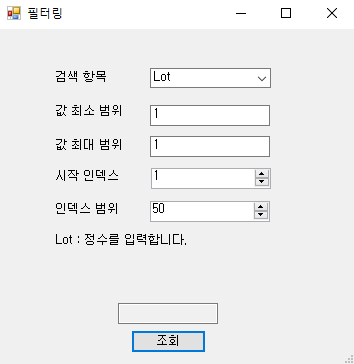 필터링
검색 항목 Lot
값 최소 범위 1
값 최대 범위 1
시작 인덱스 1
인덱스 범위 50
Lot : 정수를 입력합니다.
조회